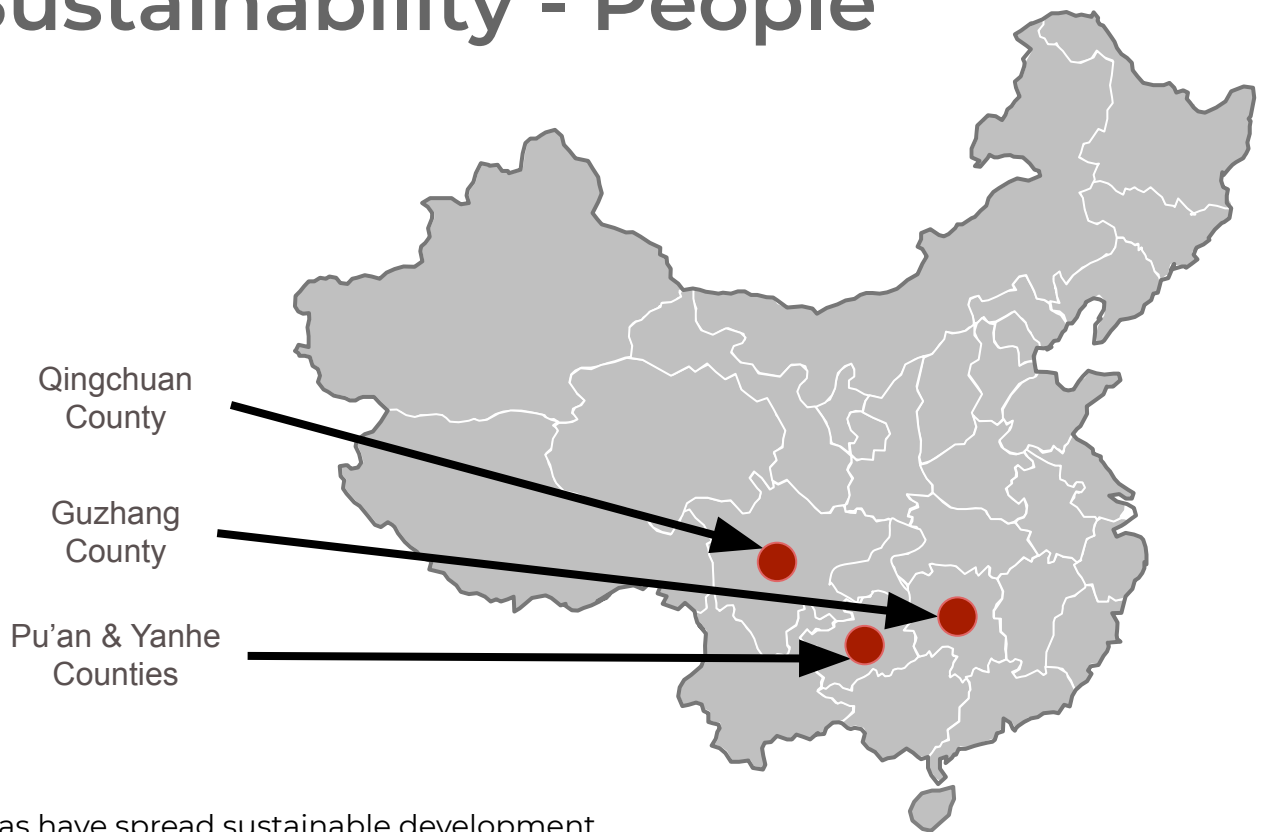 sustainability - People
Qingchuan
County
Guzhang
County
Pu'an & Yanhe
Counties
as have spread sustainable development